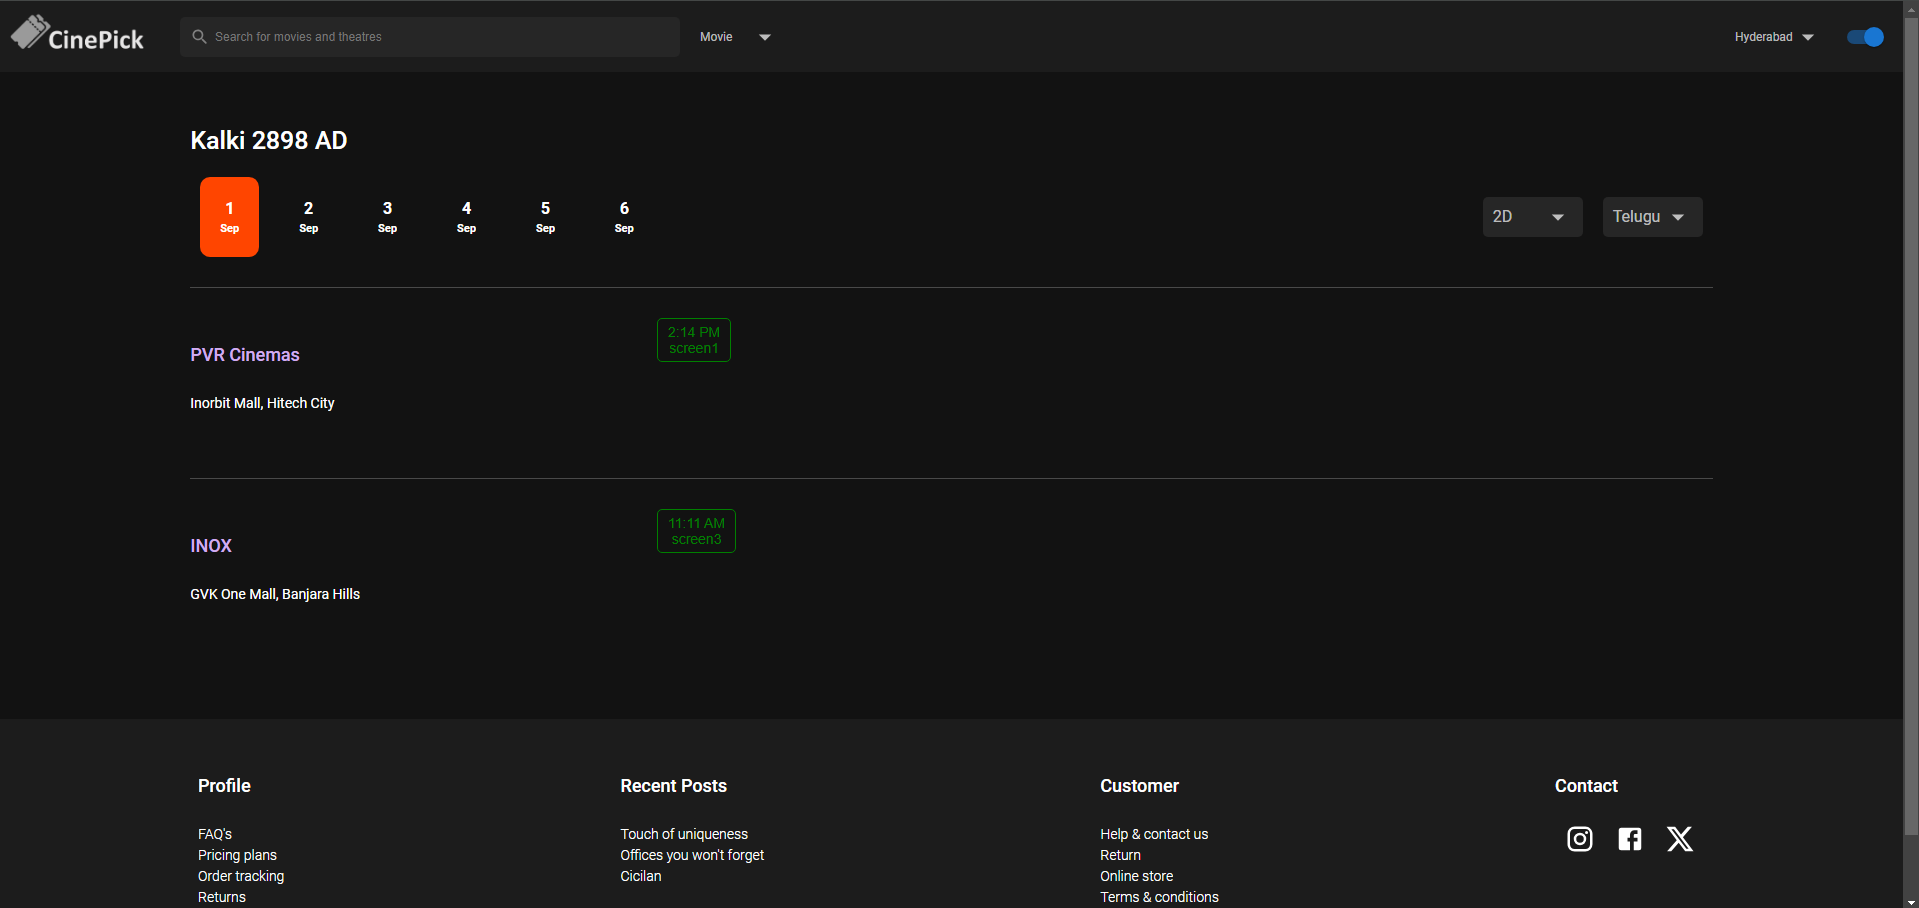 CinePick
Search for movies and theatres
Movie
Hyderabad
Kalki 2898 AD
1
Sep
2
Sep
3
Sep
4
Sep
5
Sep
6
Sep
2D
Telugu
PVR Cinemas
Inorbit Mall, Hitech City
2:14 PM
screen1
INOX
GVK One Mall, Banjara Hills
11:11 AM
screen3
Profile
FAQ's
Pricing plans
Order tracking
Returns
Recent Posts
Touch of uniqueness
Offices you won't forget
Cicilan
Customer
Help & contact us
Return
Online store
Terms & conditions
Contact